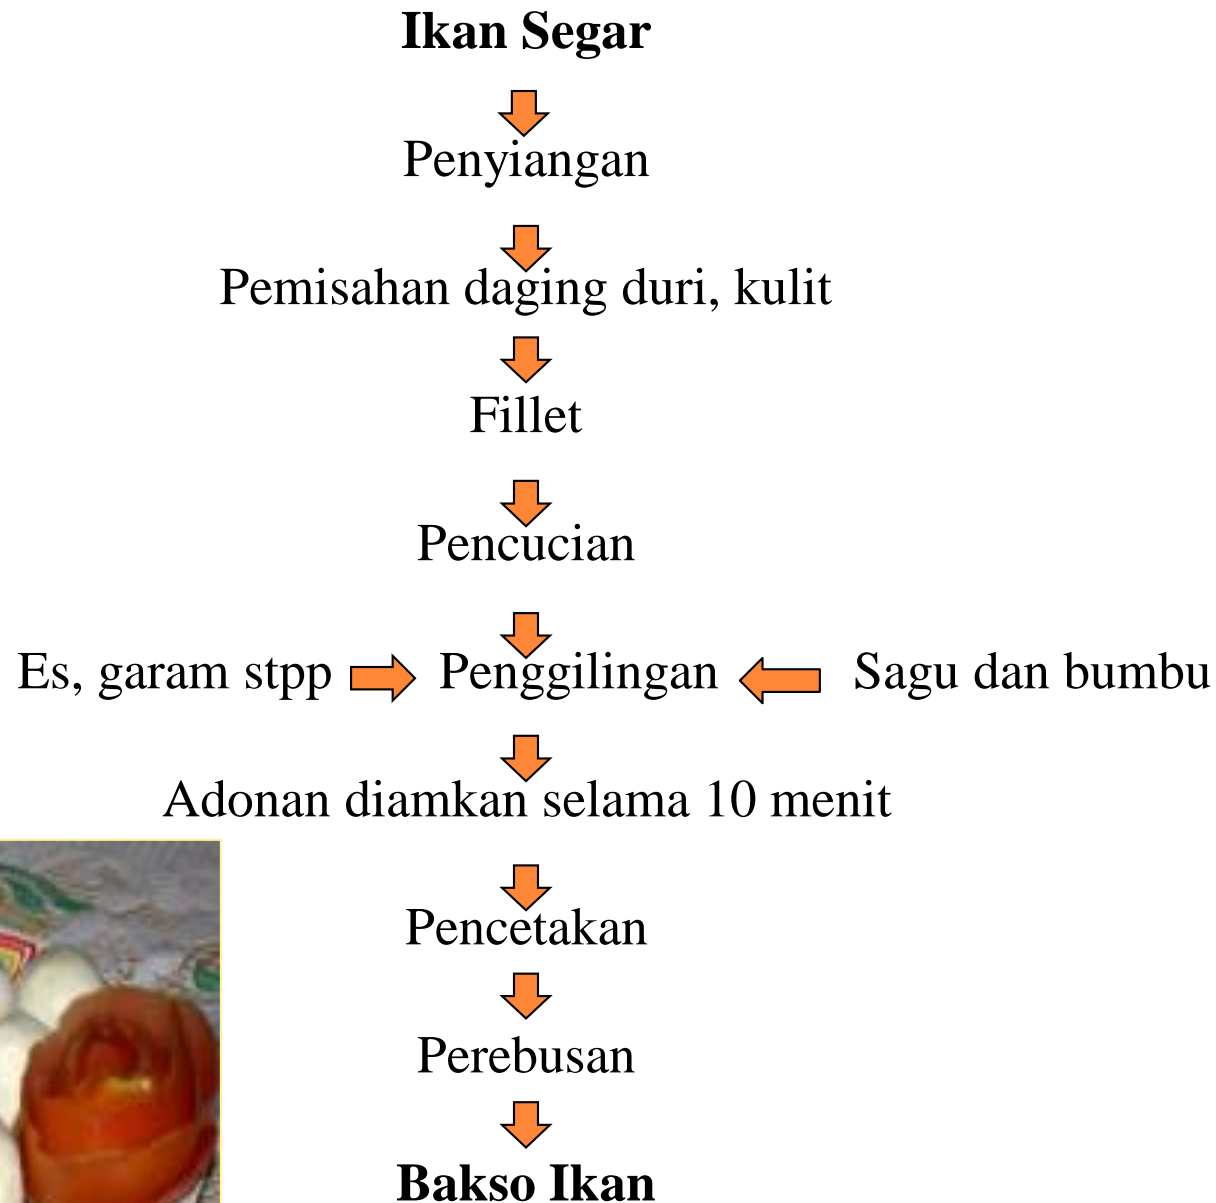 Ikan Segar
Penyiangan
Pemisahan daging duri, kulit
Fillet
Pencucian
Es, garam stpp Penggilingan Sagu dan bumbu
Adonan diamkan selama 10 menit
Pencetakan
Perebusan
Bakso Ikan